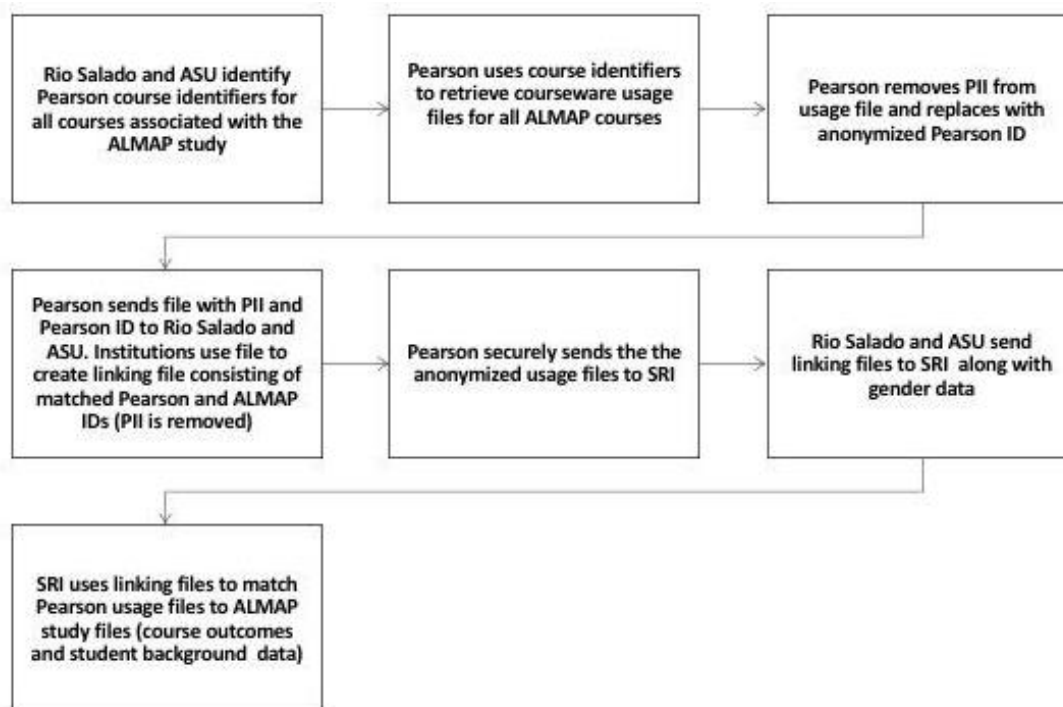 Rio Salado and ASU identify
Pearson course identifiers for
all courses associated with the
ALMAP study
Pearson uses course identifiers
to retrieve courseware usage
files for all ALMAP courses
Pearson removes PII from
usage file and replaces with
anonymized Pearson ID
Pearson sends file with PII and
Pearson ID to Rio Salado and
ASU. Institutions use file to
create linking file consisting of
matched Pearson and ALMAP
IDs (PII is removed)
Pearson securely sends the the
anonymized usage files to SRI
Rio Salado and ASU send
linking files to SRI along with
gender data
SRI uses linking files to match
Pearson usage files to ALMAP
study files (course outcomes
and student background data)